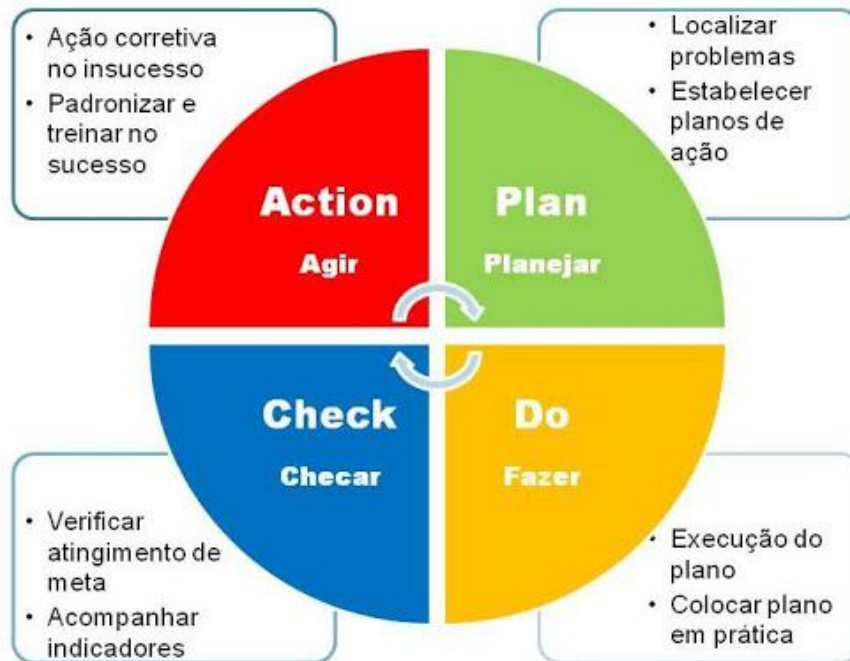 • Ação corretiva
no insucesso
• Padronizar e
treinar no
sucesso
• Localizar
problemas
• Estabelecer
planos de
ação
Action
Agir
Plan
Planejar
Check
Checar
Do
Fazer
• Verificar
atingimento de
meta
• Acompanhar
indicadores
• Execução do
plano
• Colocar plano
em prática